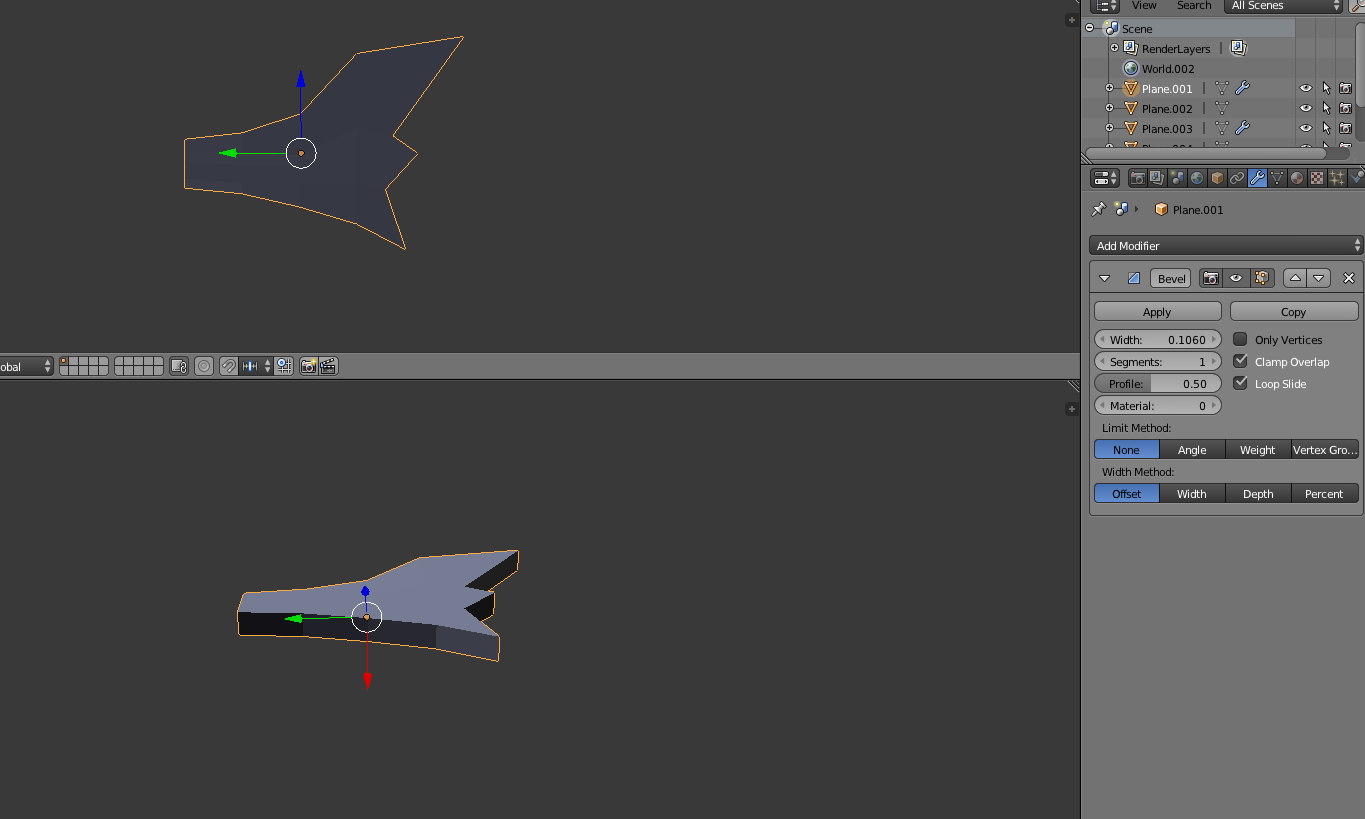 View Search All Scenes
Scene
RenderLayers
World.002
Plane.001
Plane.002
Plane.003
Plane.001
Add Modifier
Bevel
Apply Copy
Width: 0.1060 Only Vertices
Segments: 1 Clamp Overlap
Profile: 0.50 Loop Slide
Material: 0
Limit Method:
None Angle Weight Vertex Gro...
Width Method:
Offset Width Depth Percent
obal